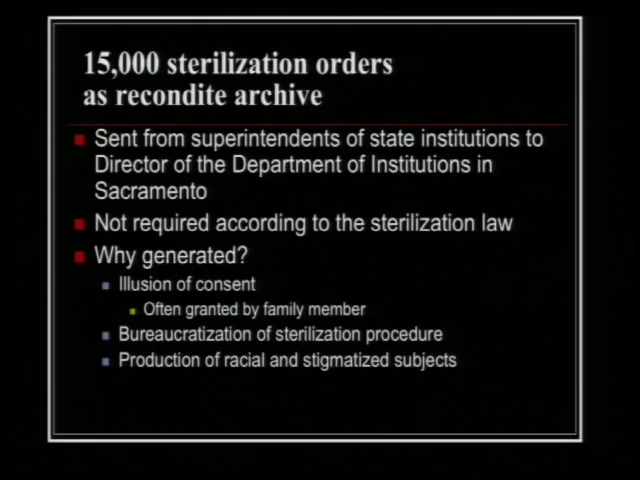 15,000 sterilization orders
as recondite archive
Sent from superintendents of state institutions to
Director of the Department of Institutions in
Sacramento
Not required according to the sterilization law
Why generated?
Illusion of consent
Often granted by family member
Bureaucratization of sterilization procedure
Production of racial and stigmatized subjects